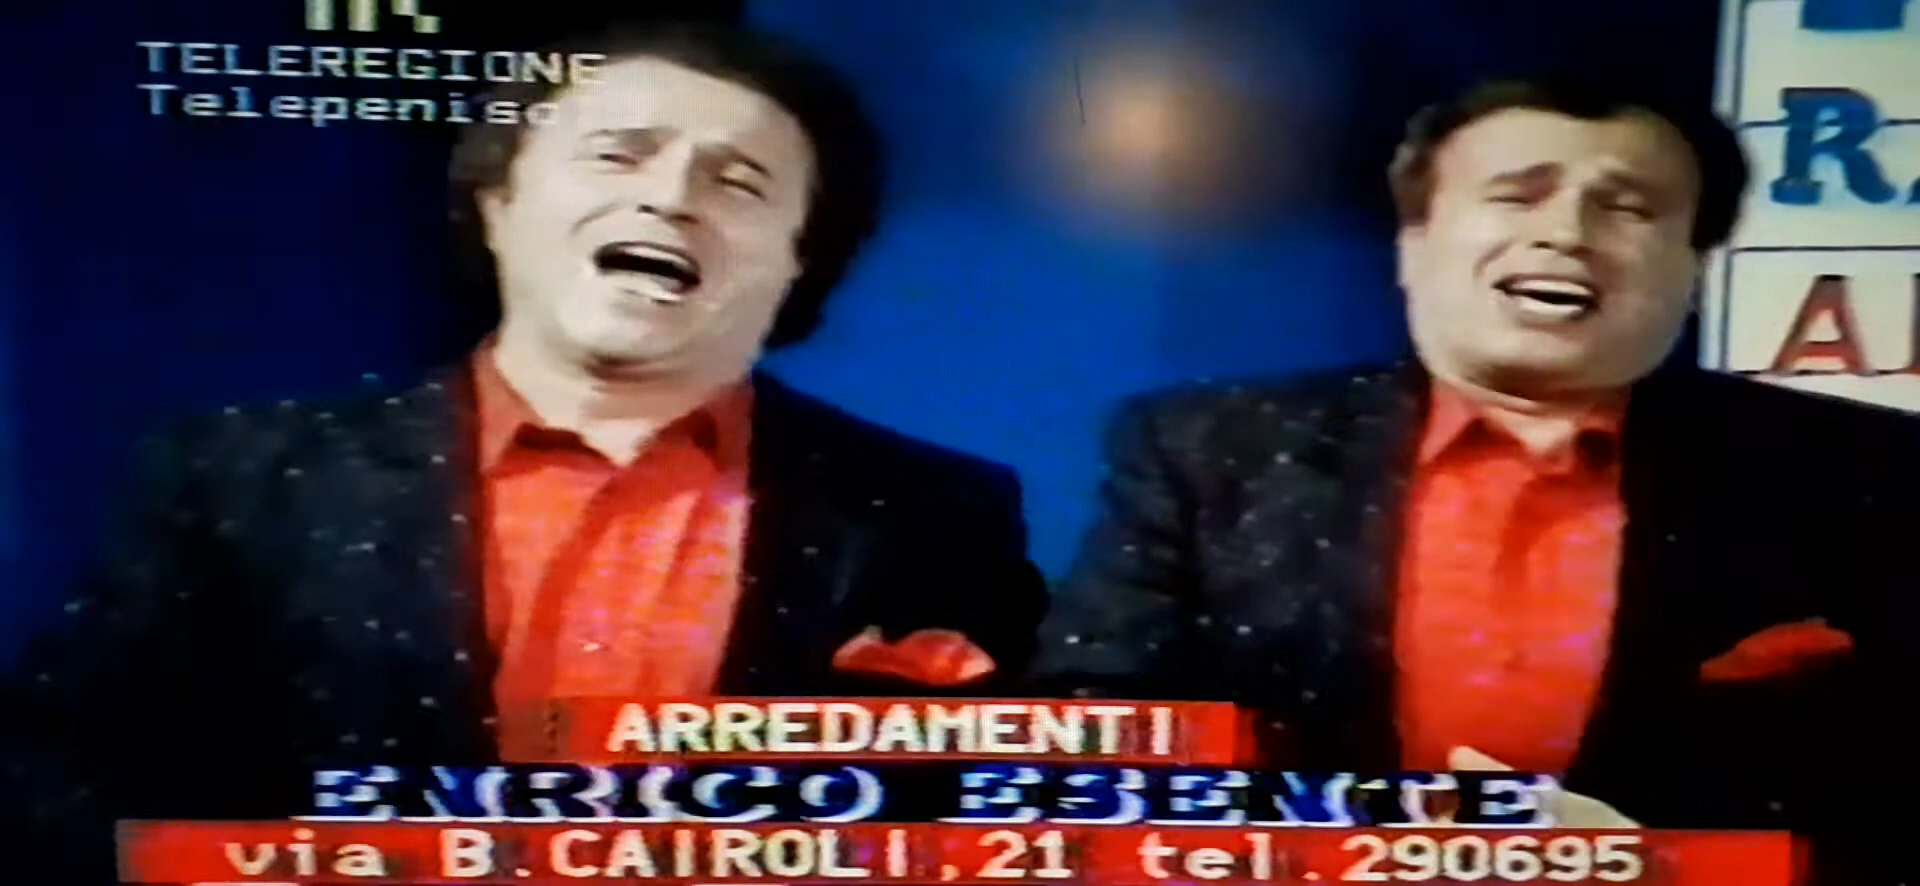 TELEREGIONE
Telepeniso
R
A
ARREDAMENTI
ENRICO ESENTE
via B.CAIROLI,21 tel.290695